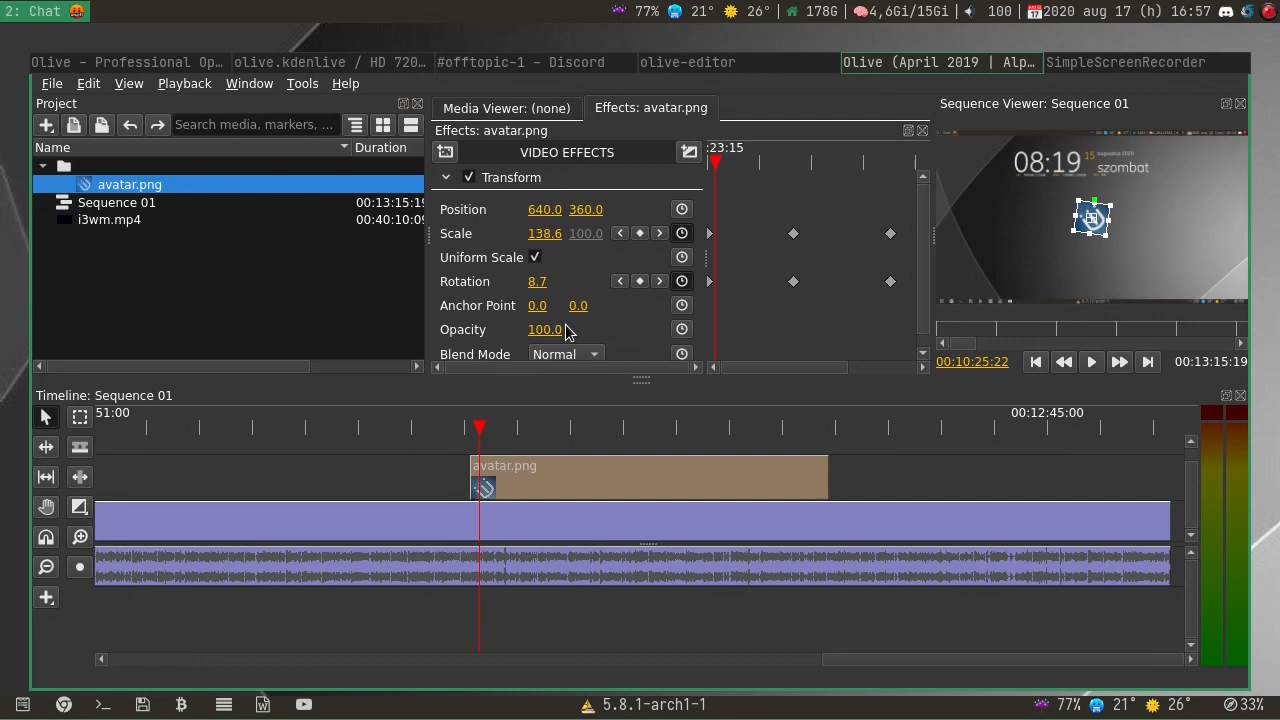 2: Chat
77% 21° 26° 178G 4,6Gi/15Gi 100 2020 aug 17 (h) 16:57
Olive - Professional Op… olive.kdenlive / HD 720… #offtopic-1 - Discord olive-editor Olive (April 2019 | Alp… SimpleScreenRecorder
File Edit View Playback Window Tools Help
Project
Media Viewer: (none) Effects: avatar.png
Sequence Viewer: Sequence 01
Search media, markers, ...
Effects: avatar.png
Name Duration
VIDEO EFFECTS
:23:15
Transform
avatar.png
Sequence 01 00:13:15:19
i3wm.mp4 00:40:10:09
Position 640.0 360.0
Scale 138.6 100.0
Uniform Scale
Rotation 8.7
Anchor Point 0.0 0.0
Opacity 100.0
Blend Mode Normal
08:19 15 augusztus 2020
szombat
00:10:25:22 00:13:15:19
Timeline: Sequence 01
51:00 00:12:45:00
avatar.png
5.8.1-arch1-1
77% 21° 26° 33%